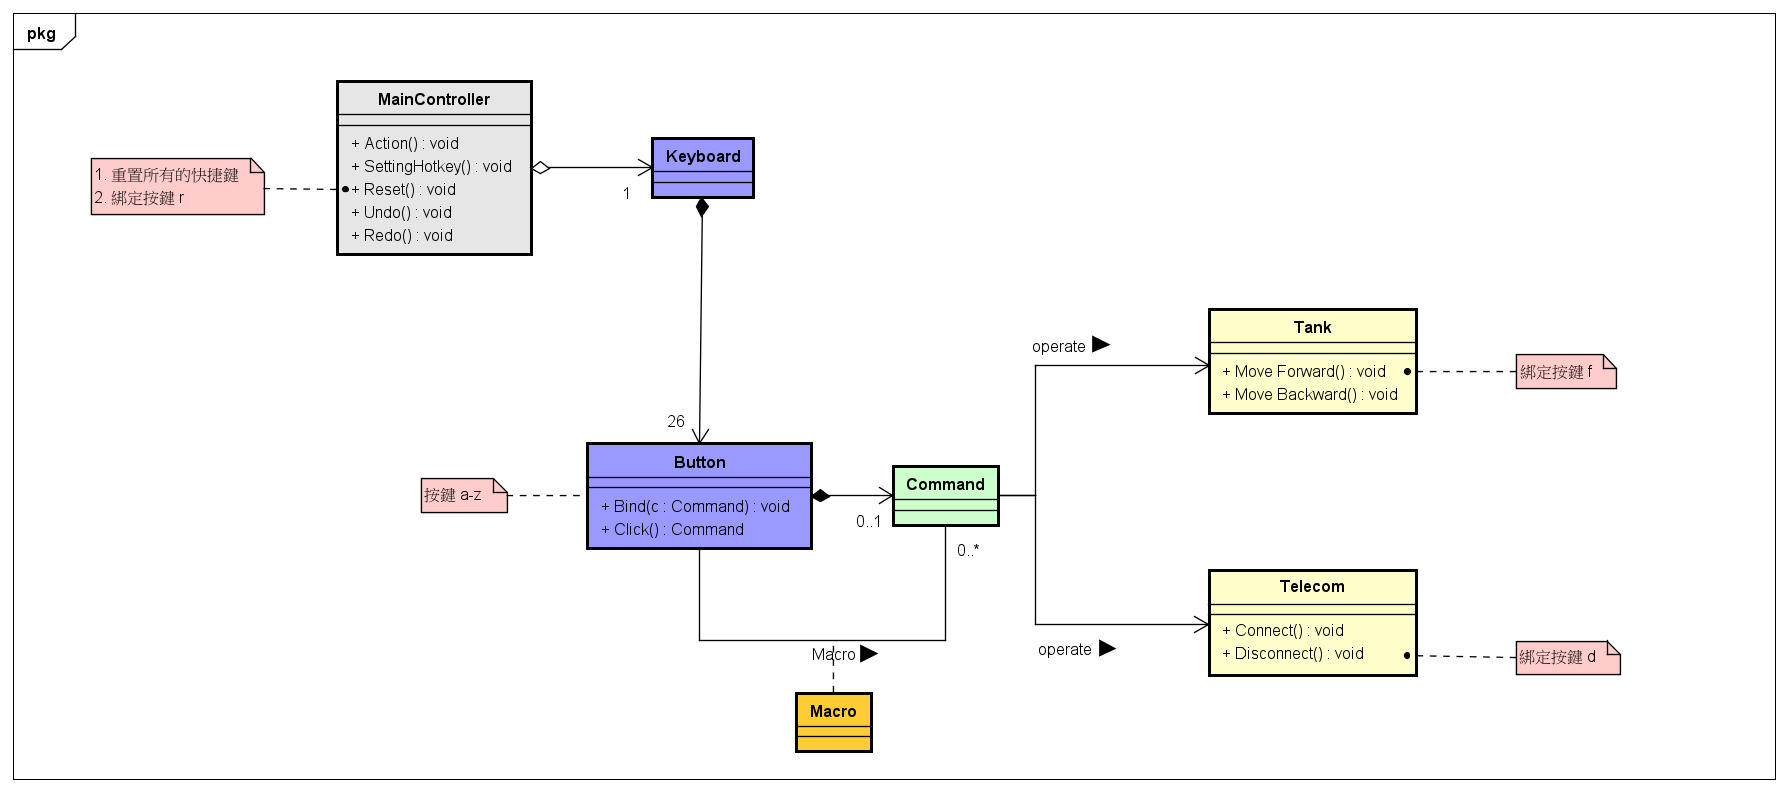 pkg
MainController
+ Action() : void
+ SettingHotkey() : void
+ Reset() : void
+ Undo() : void
+ Redo() : void
1. 重置所有的快捷鍵
2. 綁定按鍵 r
Keyboard
1
26
Button
+ Bind(c : Command) : void
+ Click() : Command
按鍵 a-z
Command
0..1
0..*
operate
Tank
+ Move Forward() : void
+ Move Backward() : void
綁定按鍵 f
operate
Telecom
+ Connect() : void
+ Disconnect() : void
綁定按鍵 d
Macro
Macro